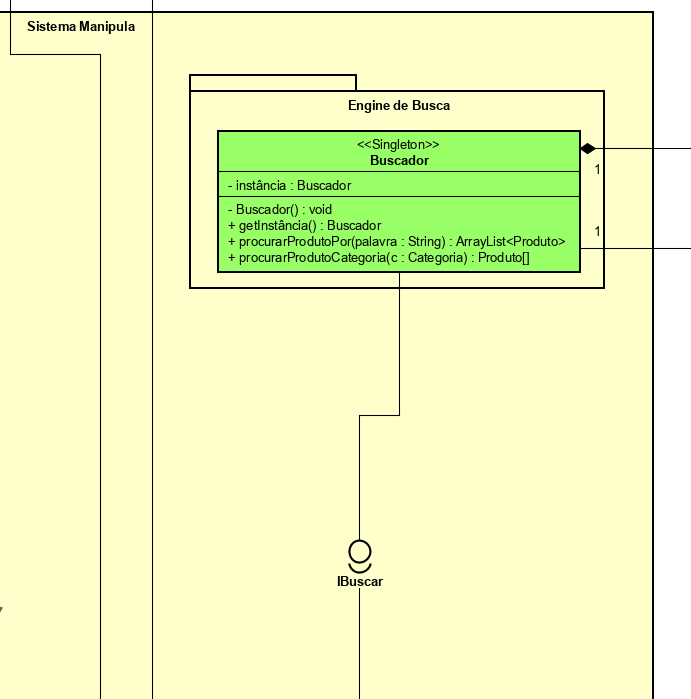 Sistema Manipula
Engine de Busca
<<Singleton>>
Buscador
- instância : Buscador
- Buscador() : void
+ getInstância() : Buscador
+ procurarProdutoPor(palavra : String) : ArrayList<Produto>
+ procurarProdutoCategoria(c : Categoria) : Produto[]
1
1
IBuscar